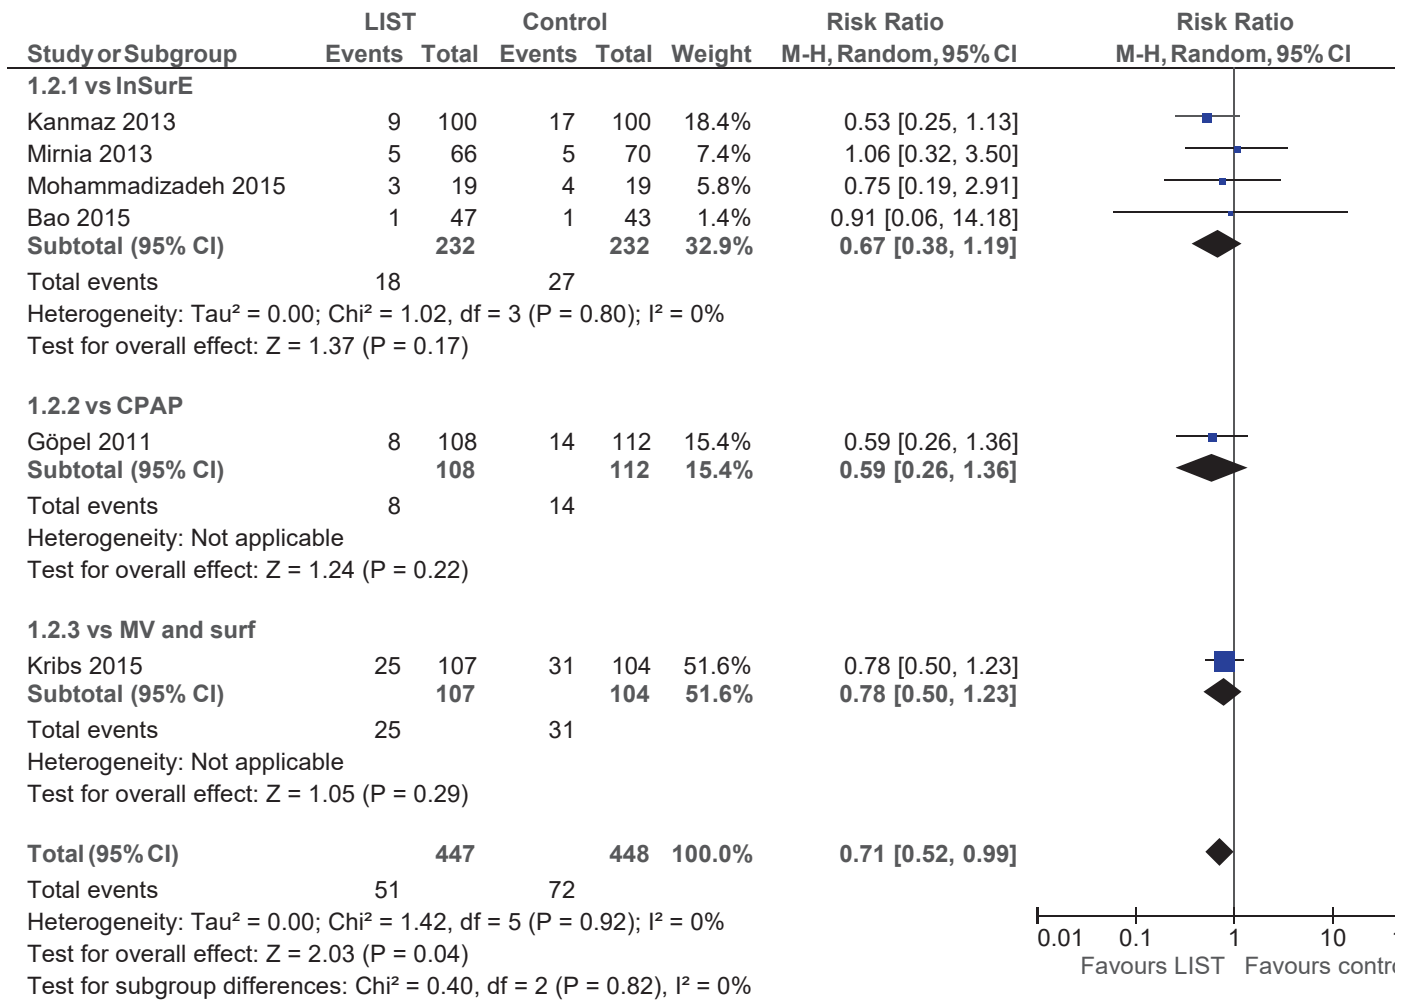 LIST Control Risk Ratio Risk Ratio
Study or Subgroup Events Total Events Total Weight M-H, Random, 95% CI M-H, Random, 95% CI
1.2.1 vs InSurE
Kanmaz 2013 9 100 17 100 18.4% 0.53 [0.25, 1.13]
Mirnia 2013 5 66 5 70 7.4% 1.06 [0.32, 3.50]
Mohammadizadeh 2015 3 19 4 19 5.8% 0.75 [0.19, 2.91]
Bao 2015 1 47 1 43 1.4% 0.91 [0.06, 14.18]
Subtotal (95% CI) 232 232 32.9% 0.67 [0.38, 1.19]
Total events 18 27
Heterogeneity: Tau² = 0.00; Chi² = 1.02, df = 3 (P = 0.80); I² = 0%
Test for overall effect: Z = 1.37 (P = 0.17)
1.2.2 vs CPAP
Göpel 2011 8 108 14 112 15.4% 0.59 [0.26, 1.36]
Subtotal (95% CI) 108 112 15.4% 0.59 [0.26, 1.36]
Total events 8 14
Heterogeneity: Not applicable
Test for overall effect: Z = 1.24 (P = 0.22)
1.2.3 vs MV and surf
Kribs 2015 25 107 31 104 51.6% 0.78 [0.50, 1.23]
Subtotal (95% CI) 107 104 51.6% 0.78 [0.50, 1.23]
Total events 25 31
Heterogeneity: Not applicable
Test for overall effect: Z = 1.05 (P = 0.29)
Total (95% CI) 447 448 100.0% 0.71 [0.52, 0.99]
Total events 51 72
Heterogeneity: Tau² = 0.00; Chi² = 1.42, df = 5 (P = 0.92); I² = 0%
Test for overall effect: Z = 2.03 (P = 0.04)
Test for subgroup differences: Chi² = 0.40, df = 2 (P = 0.82), I² = 0%
0.01 0.1 1 10
Favours LIST Favours contr